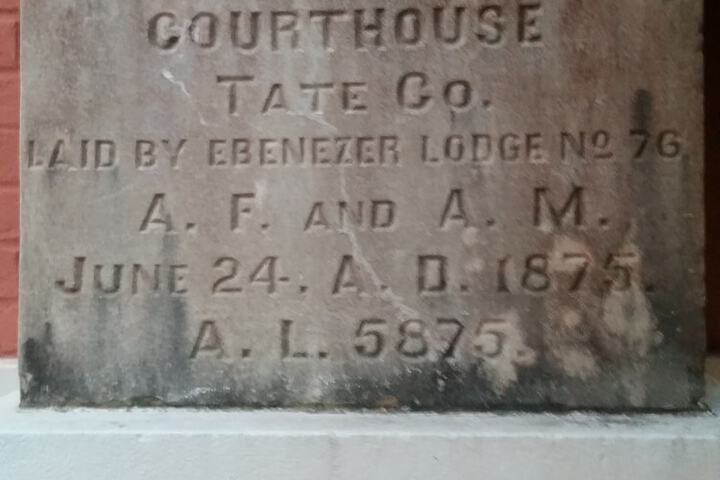 COURTHOUSE
TATE CO.
LAID BY EBENEZER LODGE Nº 76
A. F. AND A. M.
JUNE 24. A. D. 1875.
A. L. 5875.